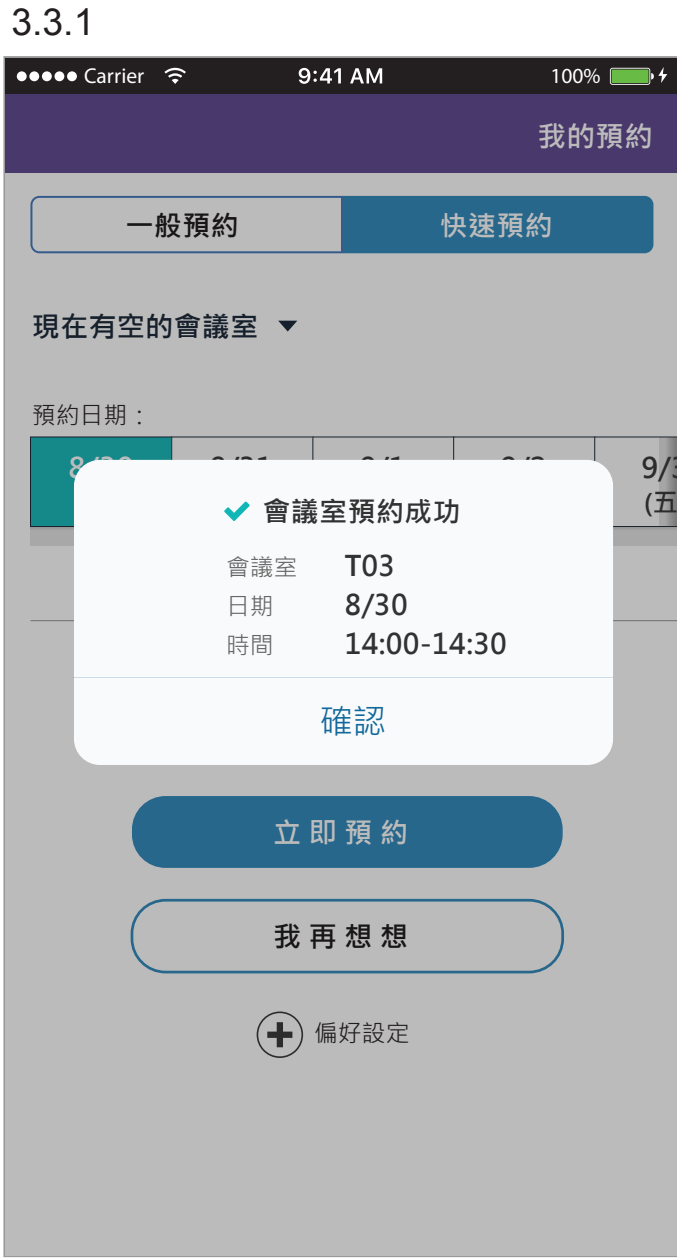 3.3.1
Carrier 9:41 AM 100%
我的預約
一般預約 快速預約
現在有空的會議室
預約日期：
9/3
(五
會議室預約成功
會議室 T03
日期 8/30
時間 14:00-14:30
確認
立即預約
我再想想
偏好設定